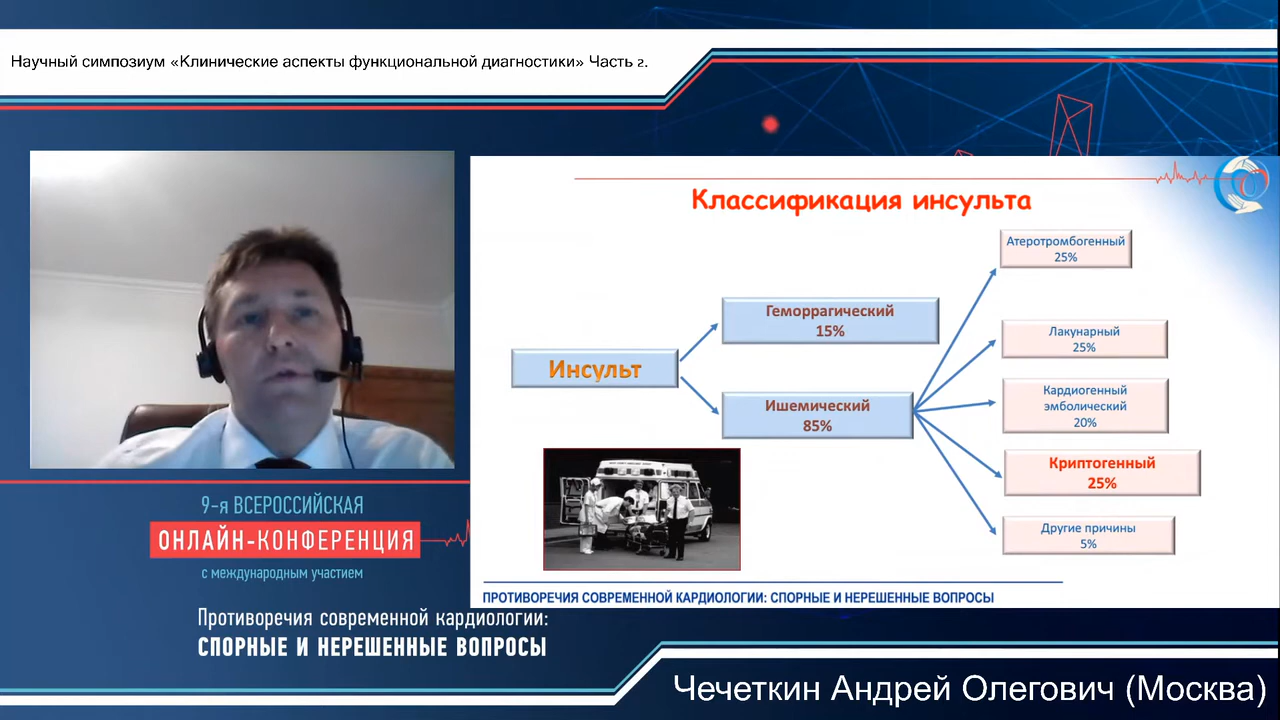 Научный симпозиум «Клинические аспекты функциональной диагностики» Часть 2.
Классификация инсульта
Инсульт
Геморрагический
15%
Ишемический
85%
Атеротромбогенный
25%
Лакунарный
25%
Кардиогенный
эмболический
20%
Криптогенный
25%
Другие причины
5%
ПРОТИВОРЕЧИЯ СОВРЕМЕННОЙ КАРДИОЛОГИИ: СПОРНЫЕ И НЕРЕШЕННЫЕ ВОПРОСЫ
9-я ВСЕРОССИЙСКАЯ
ОНЛАЙН-КОНФЕРЕНЦИЯ
с международным участием
Противоречия современной кардиологии:
СПОРНЫЕ И НЕРЕШЕННЫЕ ВОПРОСЫ
Чечеткин Андрей Олегович (Москва)